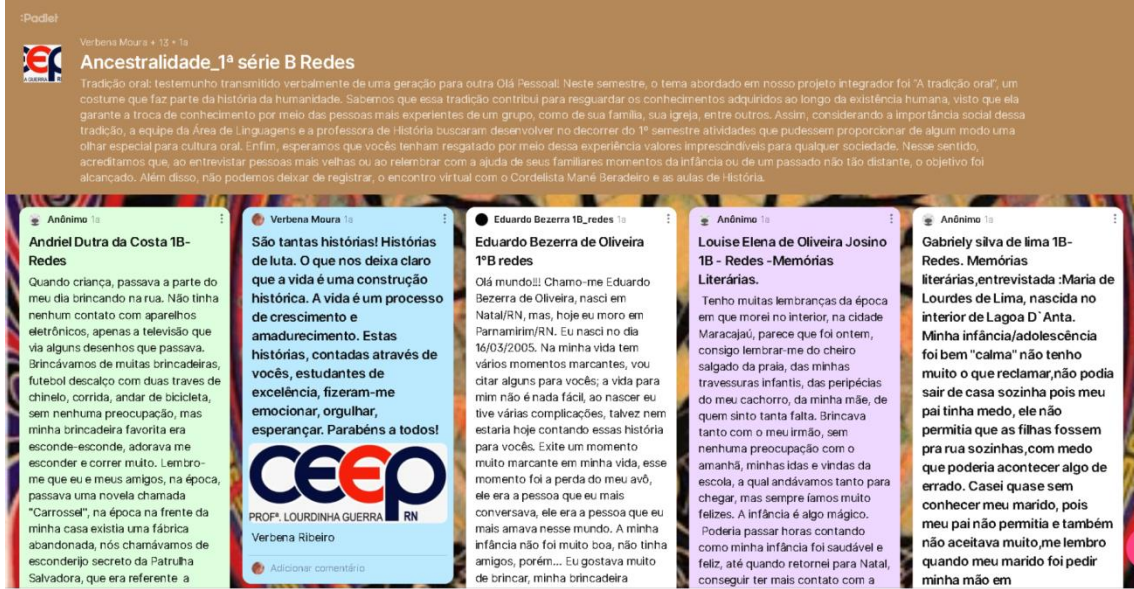 :Padlet
Verbena Moura + 13 • 1a
Ancestralidade_1ª série B Redes
Tradição oral: testemunho transmitido verbalmente de uma geração para outra Olá Pessoal! Neste semestre, o tema abordado em nosso projeto integrador foi "A tradição oral", um
costume que faz parte da história da humanidade. Sabemos que essa tradição contribui para resguardar os conhecimentos adquiridos ao longo da existência humana, visto que ela
garante a troca de conhecimento por meio das pessoas mais experientes de um grupo, como de sua família, sua igreja, entre outros. Assim, considerando a importância social dessa
tradição, a equipe da Área de Linguagens e a professora de História buscaram desenvolver no decorrer do 1º semestre atividades que pudessem proporcionar de algum modo uma
olhar especial para cultura oral. Enfim, esperamos que vocês tenham resgatado por meio dessa experiência valores imprescindíveis para qualquer sociedade. Nesse sentido,
acreditamos que, ao entrevistar pessoas mais velhas ou ao relembrar com a ajuda de seus familiares momentos da infância ou de um passado não tão distante, o objetivo foi
alcançado. Além disso, não podemos deixar de registrar, o encontro virtual com o Cordelista Mané Beradeiro e as aulas de História.
Anônimo 1a
Andriel Dutra da Costa 1B-
Redes
Quando criança, passava a parte do
meu dia brincando na rua. Não tinha
nenhum contato com aparelhos
eletrônicos, apenas a televisão que
via alguns desenhos que passava.
Brincávamos de muitas brincadeiras,
futebol descalço com duas traves de
chinelo, corrida, andar de bicicleta,
sem nenhuma preocupação, mas
minha brincadeira favorita era
esconde-esconde, adorava me
esconder e correr muito. Lembro-
me que eu e meus amigos, na época,
passava uma novela chamada
"Carrossel", na época na frente da
minha casa existia uma fábrica
abandonada, nós chamávamos de
esconderijo secreto da Patrulha
Salvadora, que era referente a
Verbena Moura 1a
São tantas histórias! Histórias
de luta. O que nos deixa claro
que a vida é uma construção
histórica. A vida é um processo
de crescimento e
amadurecimento. Estas
histórias, contadas através de
vocês, estudantes de
excelência, fizeram-me
emocionar, orgulhar,
esperançar. Parabéns a todos!
CEEP
PROFª. LOURDINHA GUERRA RN
Verbena Ribeiro
Adicionar comentário
Eduardo Bezerra 1B_redes 1a
Eduardo Bezerra de Oliveira
1ºB redes
Olá mundo!!! Chamo-me Eduardo
Bezerra de Oliveira, nasci em
Natal/RN, mas, hoje eu moro em
Parnamirim/RN. Eu nasci no dia
16/03/2005. Na minha vida tem
vários momentos marcantes, vou
citar alguns para vocês; a vida para
mim não é nada fácil, ao nascer eu
tive várias complicações, talvez nem
estaria hoje contando essas história
para vocês. Exite um momento
muito marcante em minha vida, esse
momento foi a perda do meu avô,
ele era a pessoa que eu mais
conversava, ele era a pessoa que eu
mais amava nesse mundo. A minha
infância não foi muito boa, não tinha
amigos, porém... Eu gostava muito
de brincar, minha brincadeira
Anônimo 1a
Louise Elena de Oliveira Josino
1B - Redes -Memórias
Literárias.
Tenho muitas lembranças da época
em que morei no interior, na cidade
Maracajaú, parece que foi ontem,
consigo lembrar-me do cheiro
salgado da praia, das minhas
travessuras infantis, das peripécias
do meu cachorro, da minha mãe, de
quem sinto tanta falta. Brincava
tanto com o meu irmão, sem
nenhuma preocupação com o
amanhã, minhas idas e vindas da
escola, a qual andávamos tanto para
chegar, mas sempre íamos muito
felizes. A infância é algo mágico.
Poderia passar horas contando
como minha infância foi saudável e
feliz, até quando retornei para Natal,
conseguir ter mais contato com a
Anônimo 1a
Gabriely silva de lima 1B-
Redes. Memórias
literárias,entrevistada :Maria de
Lourdes de Lima, nascida no
interior de Lagoa D`Anta.
Minha infância/adolescência
foi bem "calma" não tenho
muito o que reclamar,não podia
sair de casa sozinha pois meu
pai tinha medo, ele não
permitia que as filhas fossem
pra rua sozinhas,com medo
que poderia acontecer algo de
errado. Casei quase sem
conhecer meu marido, pois
meu pai não permitia e também
não aceitava muito,me lembro
quando meu marido foi pedir
minha mão em